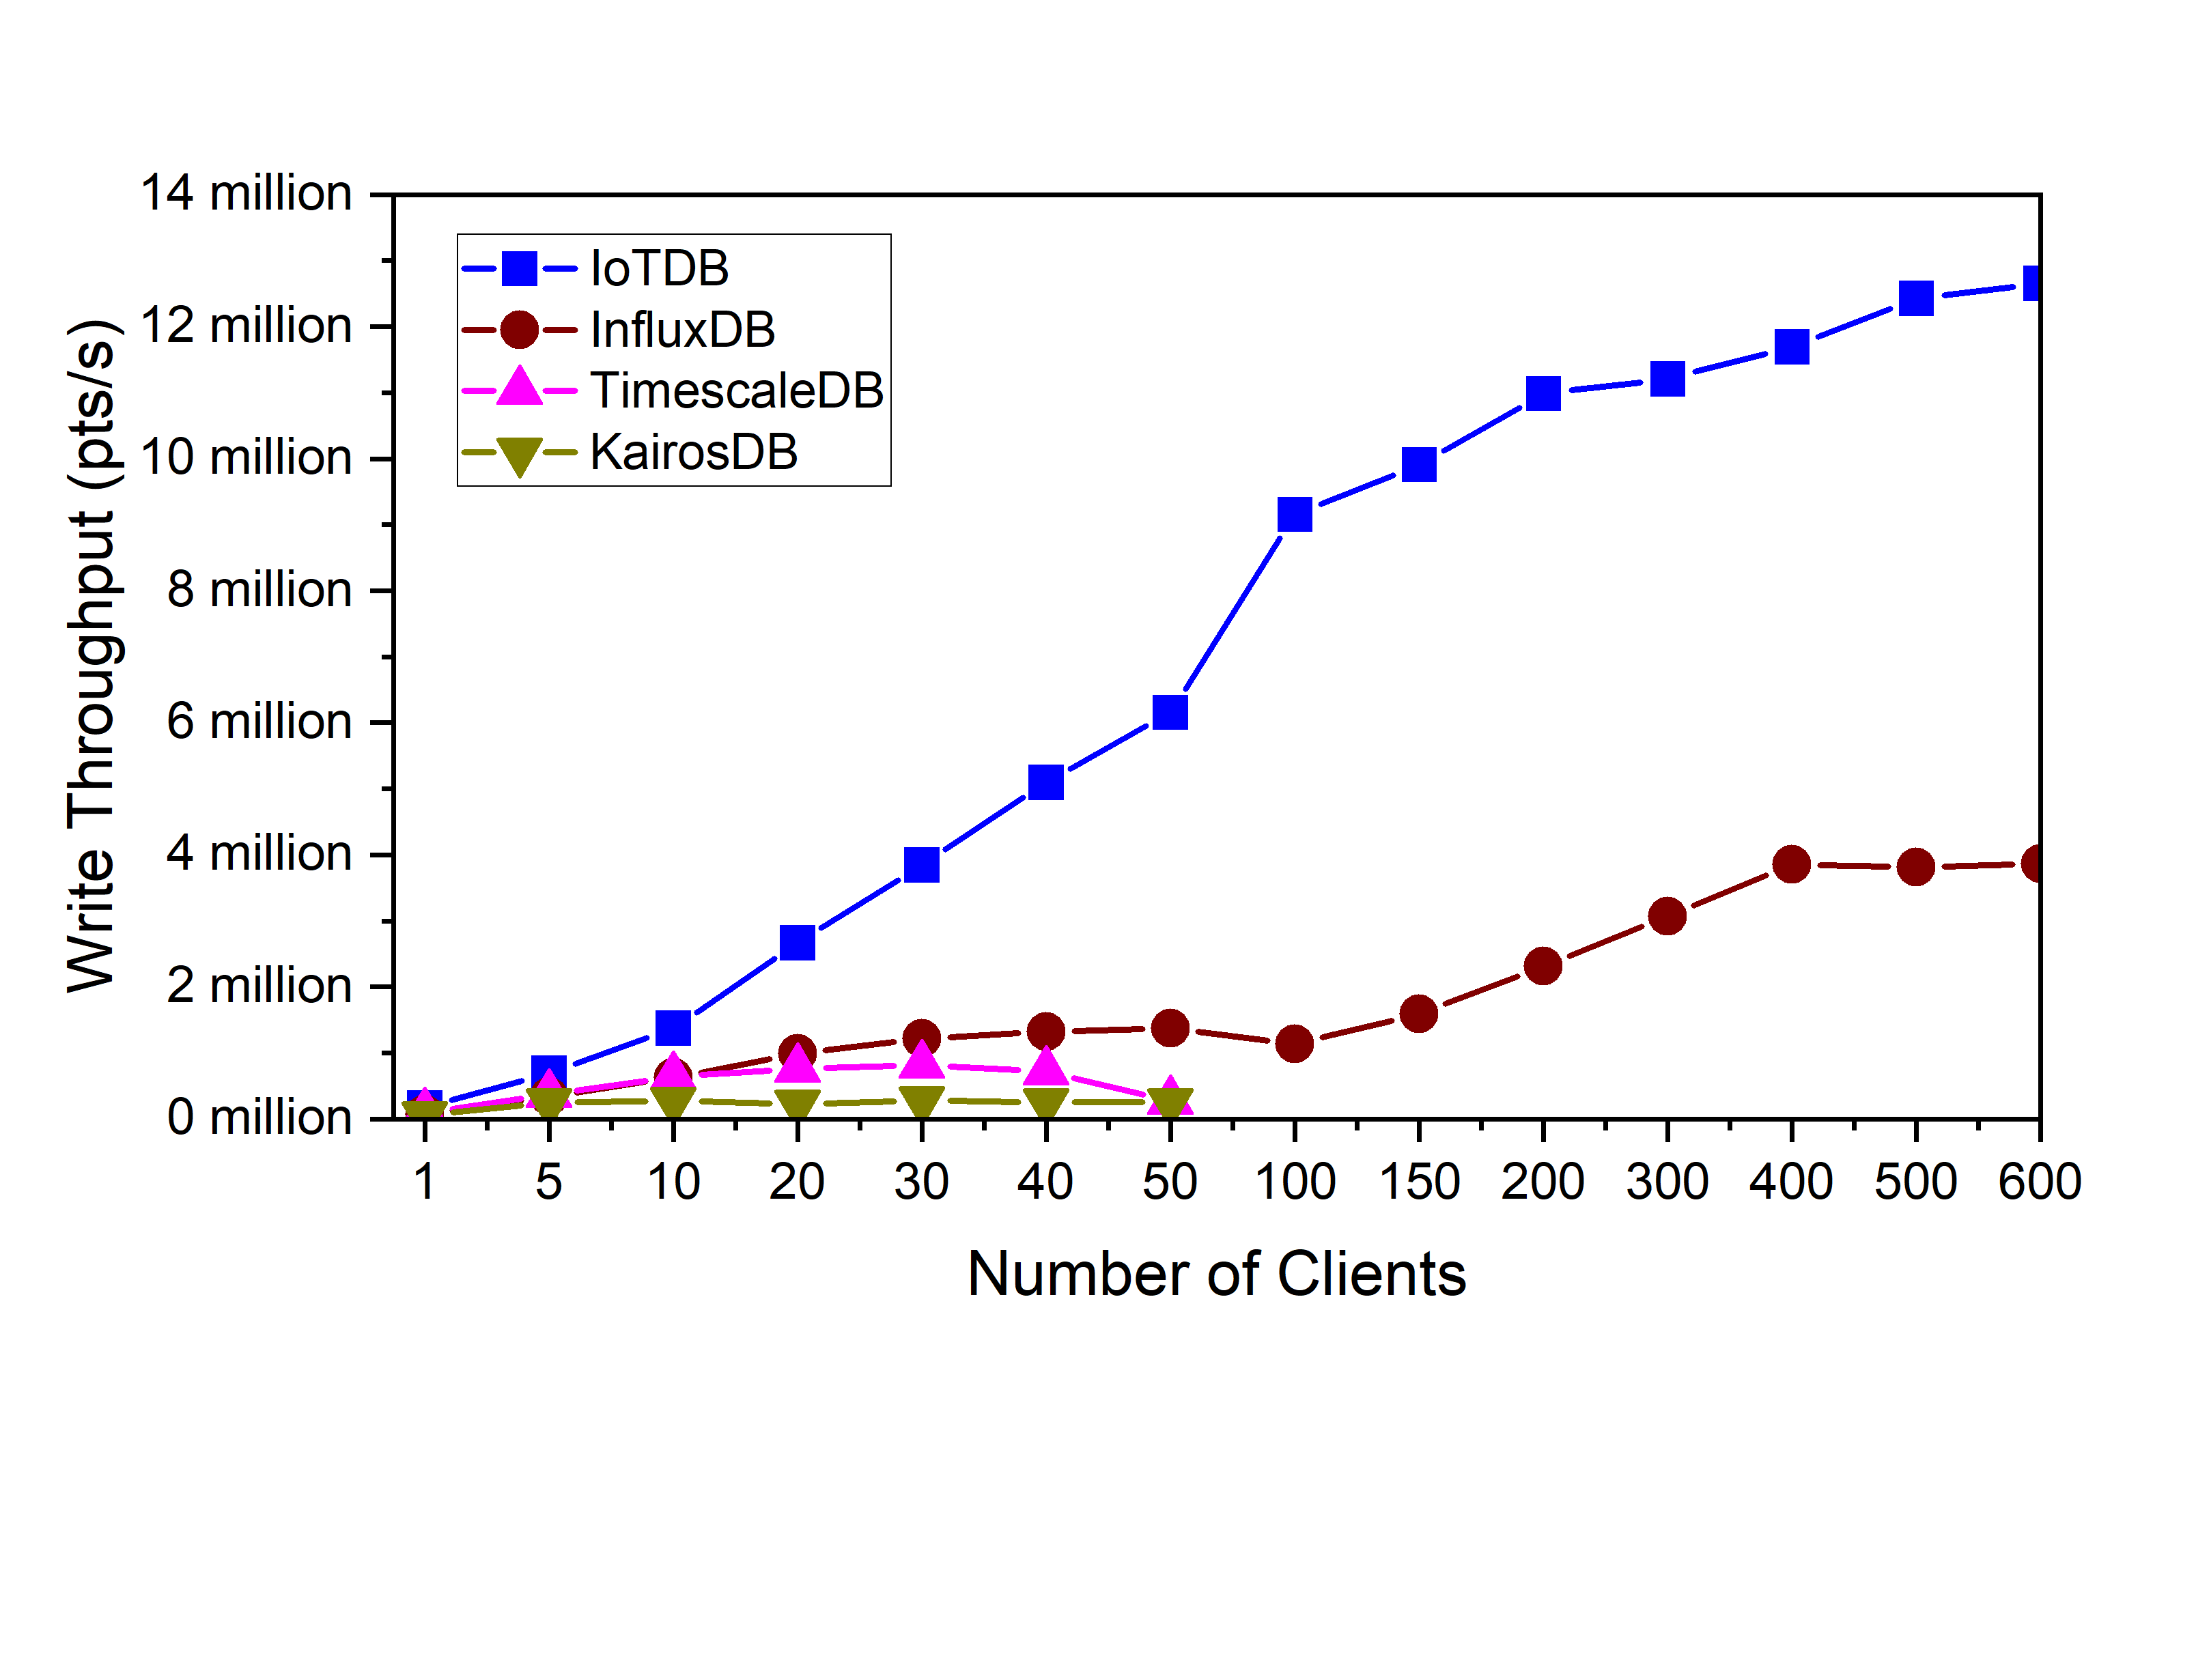 14 million
12 million
10 million
8 million
6 million
4 million
2 million
0 million
Write Throughput (pts/s)
IoTDB
InfluxDB
TimescaleDB
KairosDB
1 5 10 20 30 40 50 100 150 200 300 400 500 600
Number of Clients